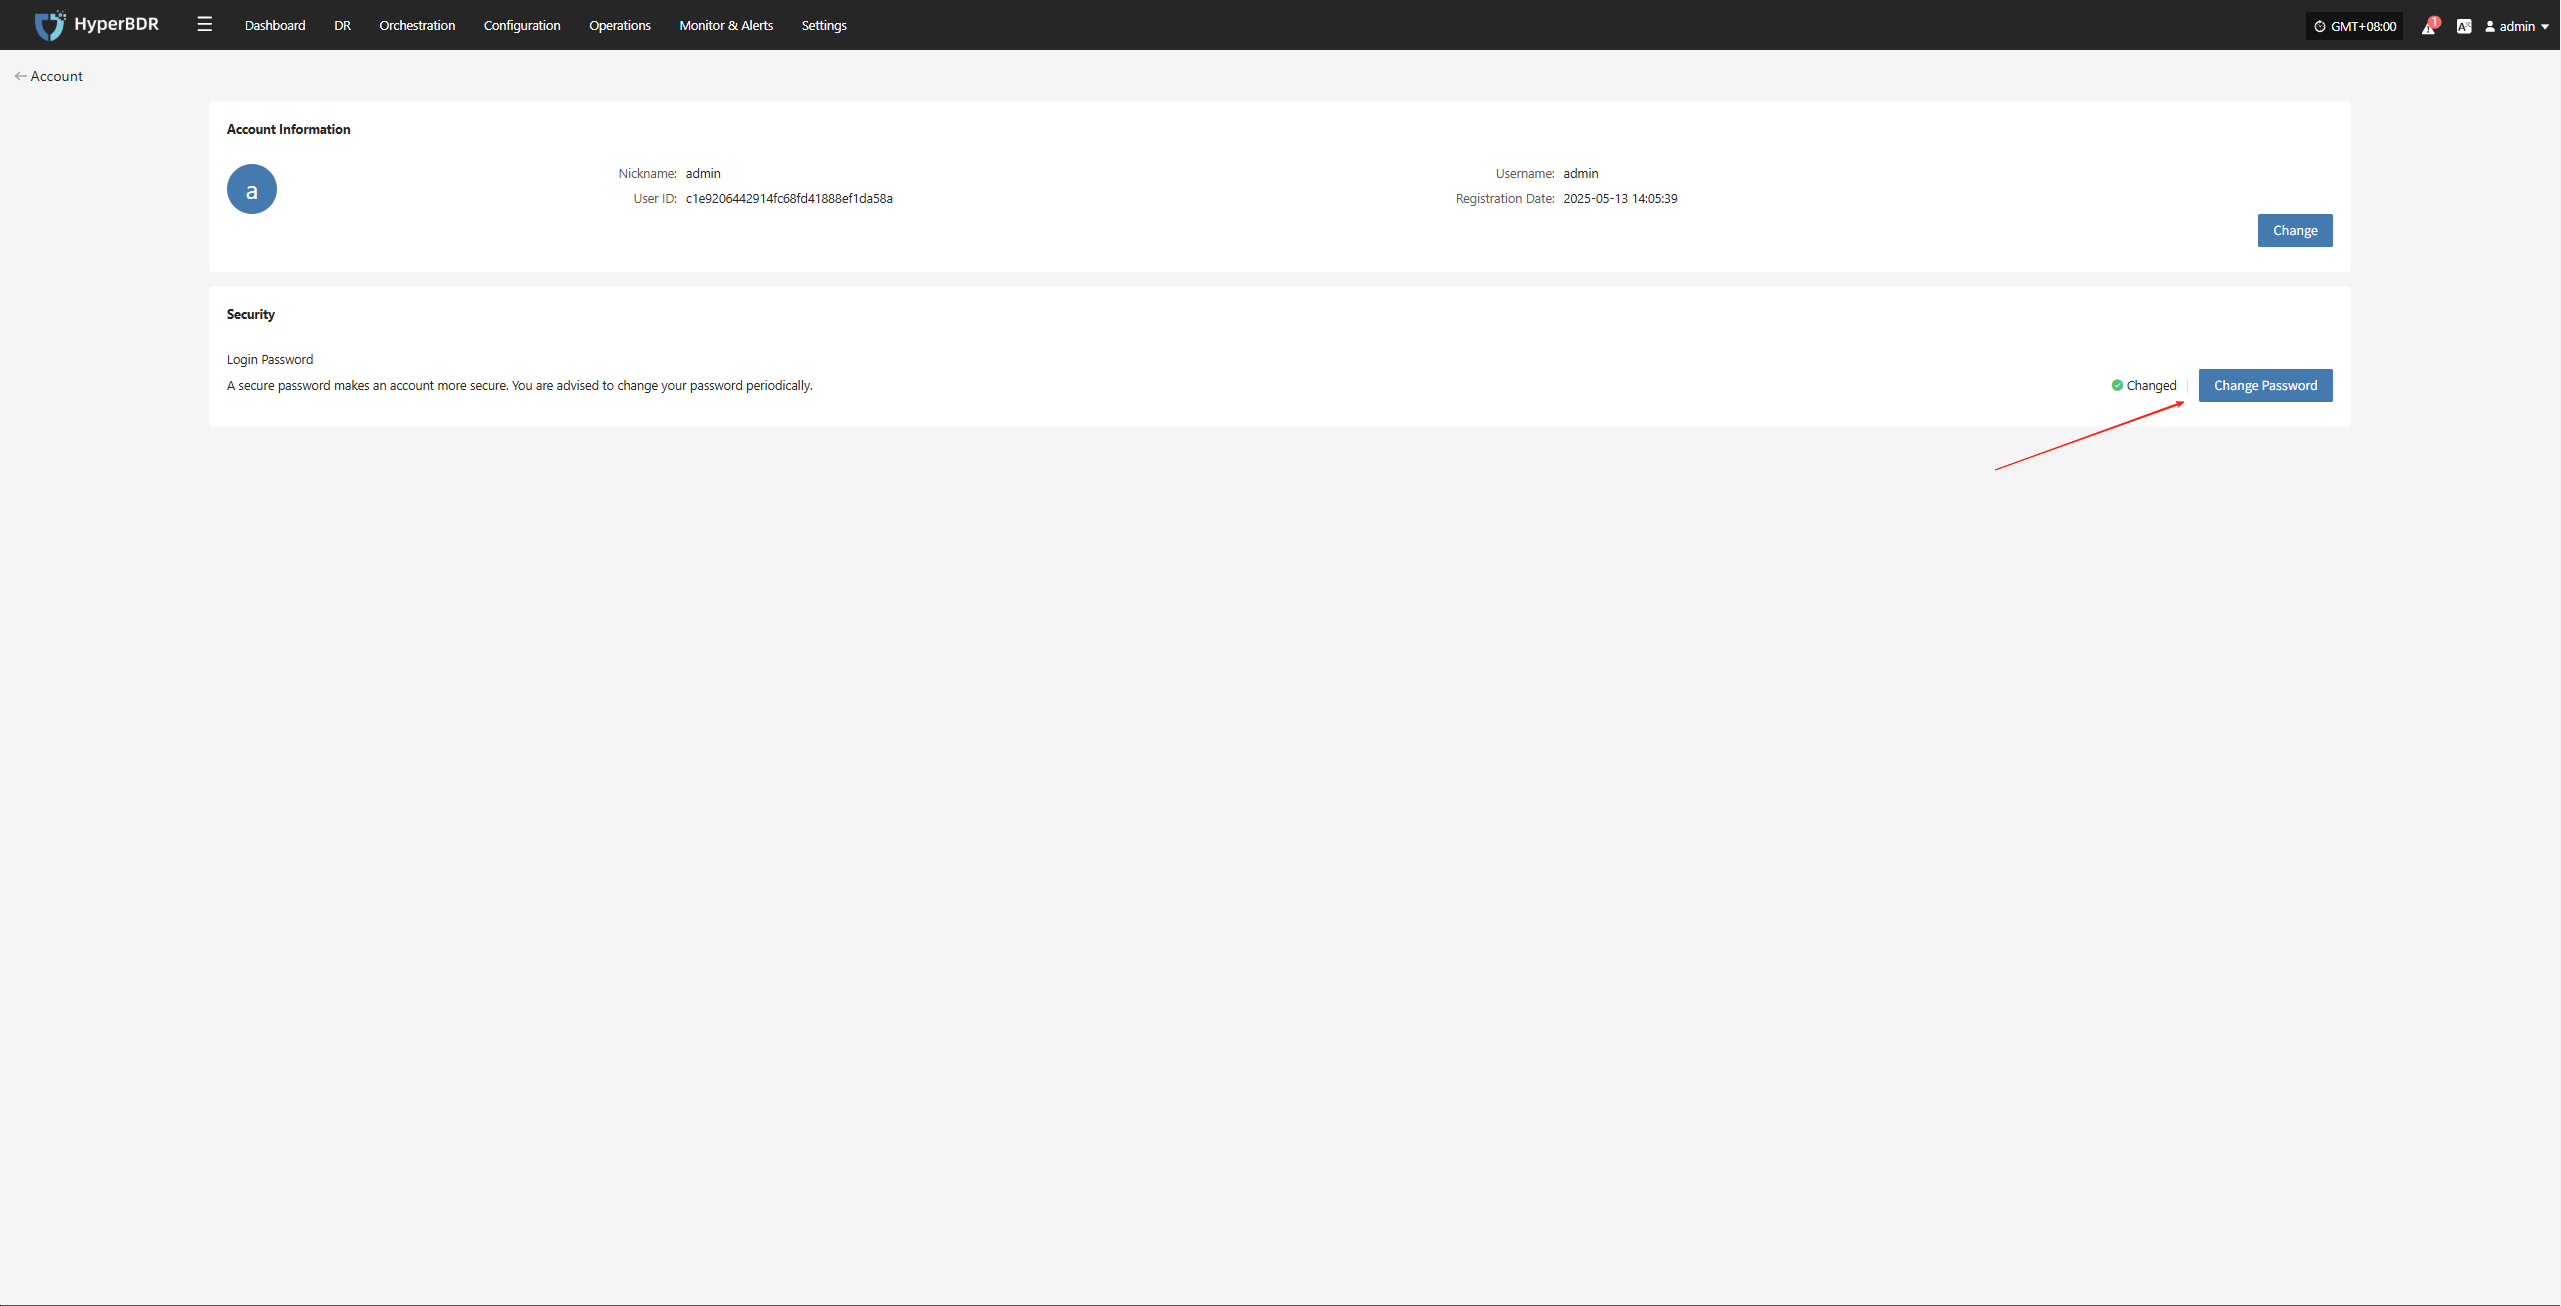 HyperBDR
Dashboard DR Orchestration Configuration Operations Monitor & Alerts Settings
GMT+08:00 1 A admin
Account
Account Information
a
Nickname: admin
Username: admin
User ID: c1e9206442914fc68fd41888ef1da58a
Registration Date: 2025-05-13 14:05:39
Change
Security
Login Password
A secure password makes an account more secure. You are advised to change your password periodically.
Changed
Change Password